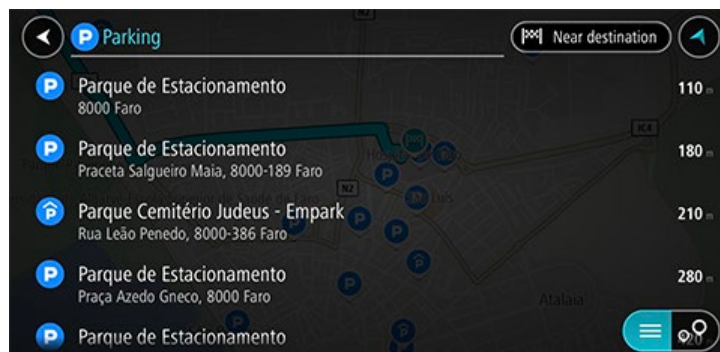 P Parking
Near destination
P Parque de Estacionamento
110 m
8000 Faro
P Parque de Estacionamento
180 m
Praceta Salgueiro Maia, 8000-189 Faro
P Parque Cemitério Judeus - Empark
210 m
Rua Leão Penedo, 8000-386 Faro
P Parque de Estacionamento
280 m
Praça Azedo Gneco, 8000 Faro
P Parque de Estacionamento
N2
IC4
Atalaia